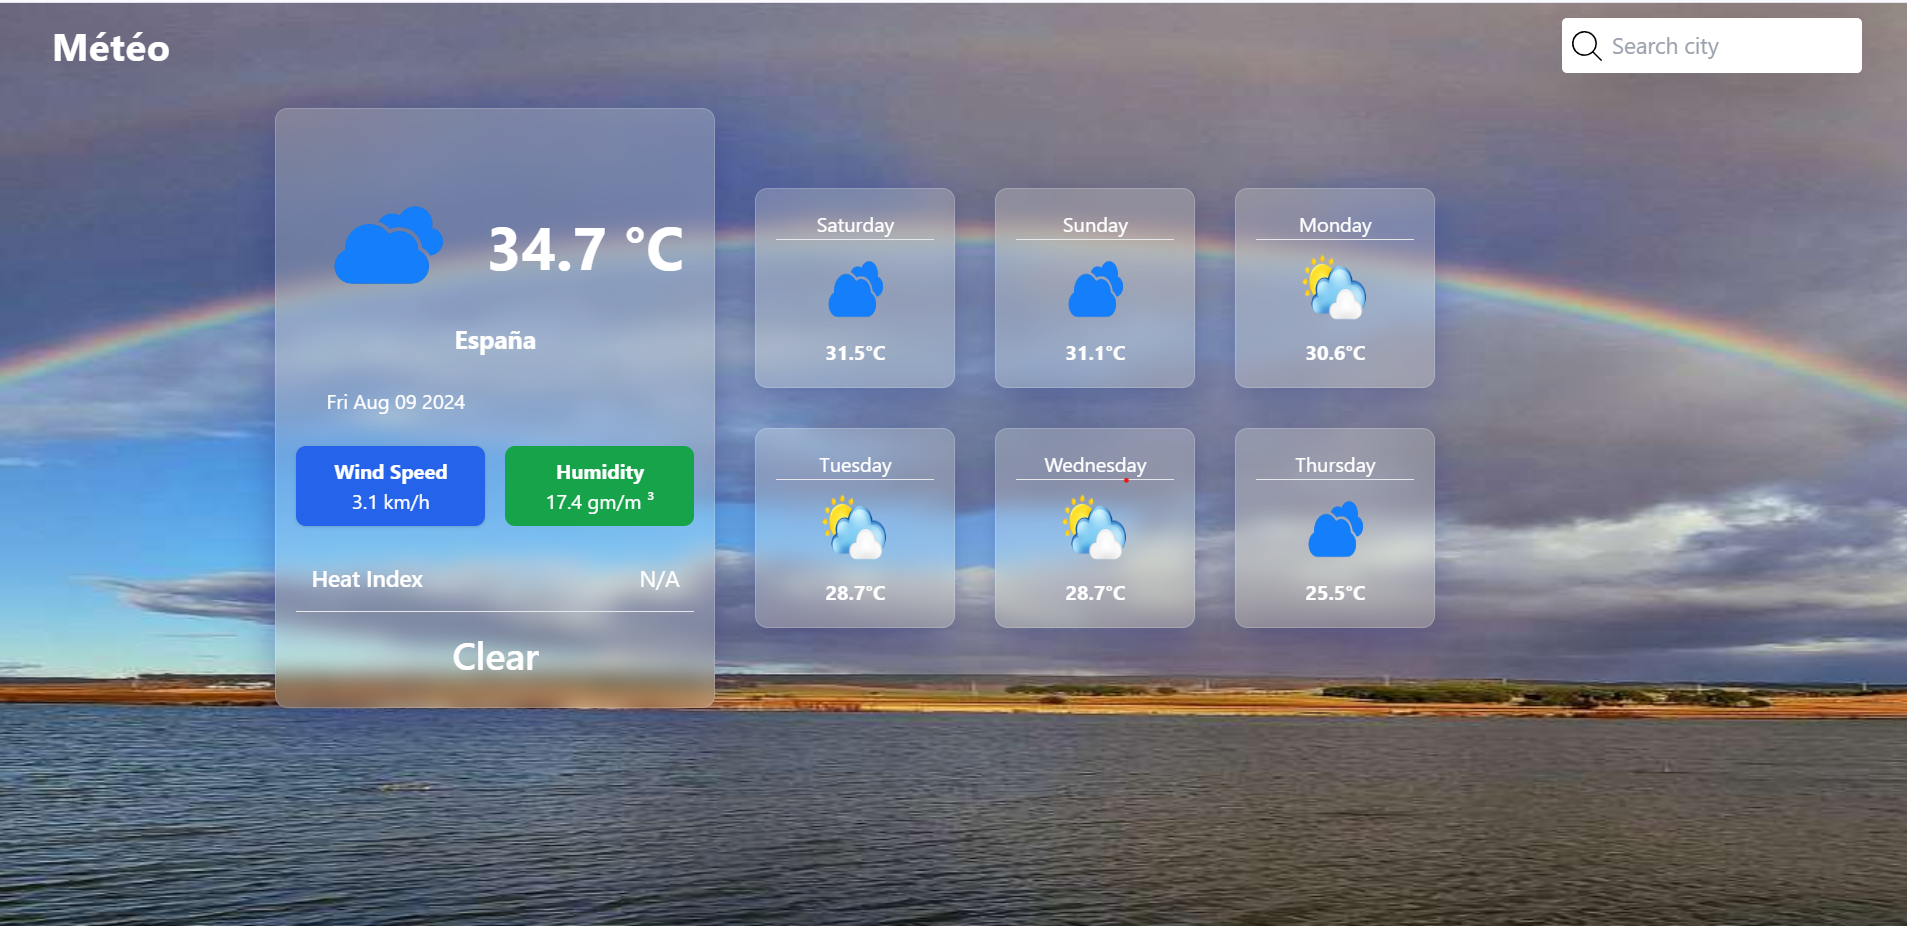 Météo
Search city
34.7 °C
España
Fri Aug 09 2024
Wind Speed
3.1 km/h
Humidity
17.4 gm/m ³
Heat Index N/A
Clear
Saturday
31.5°C
Sunday
31.1°C
Monday
30.6°C
Tuesday
28.7°C
Wednesday
28.7°C
Thursday
25.5°C